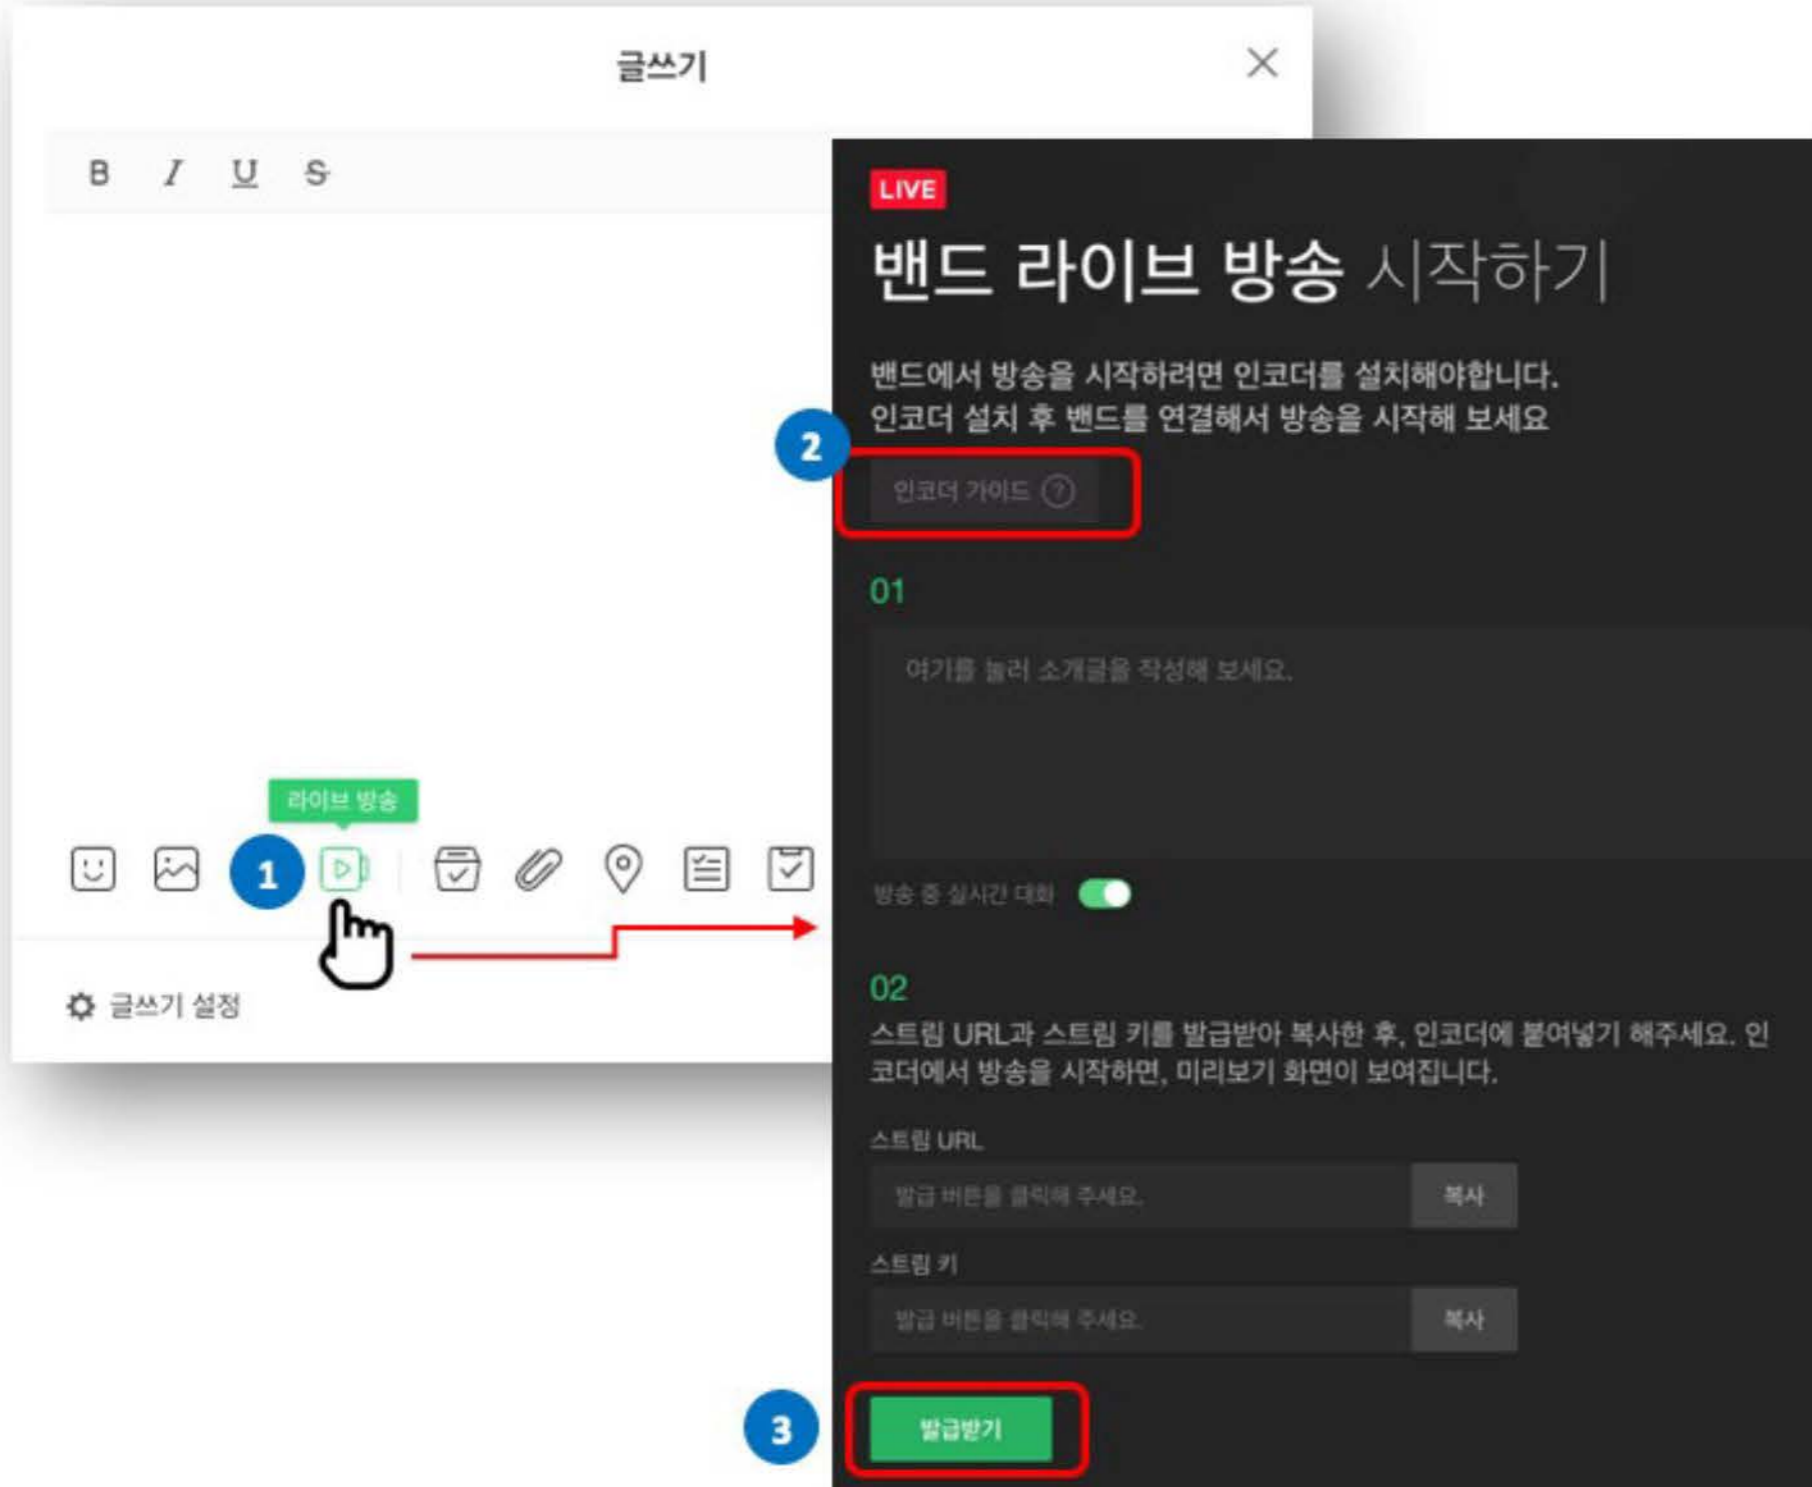 글쓰기
B I U S
라이브 방송
1
글쓰기 설정
LIVE
밴드 라이브 방송 시작하기
밴드에서 방송을 시작하려면 인코더를 설치해야합니다.
인코더 설치 후 밴드를 연결해서 방송을 시작해 보세요
2
인코더 가이드 ?
01
여기를 눌러 소개글을 작성해 보세요.
방송 중 실시간 대화
02
스트림 URL과 스트림 키를 발급받아 복사한 후, 인코더에 붙여넣기 해주세요. 인
코더에서 방송을 시작하면, 미리보기 화면이 보여집니다.
스트림 URL
발급 버튼을 클릭해 주세요. 복사
스트림 키
발급 버튼을 클릭해 주세요. 복사
3
발급받기